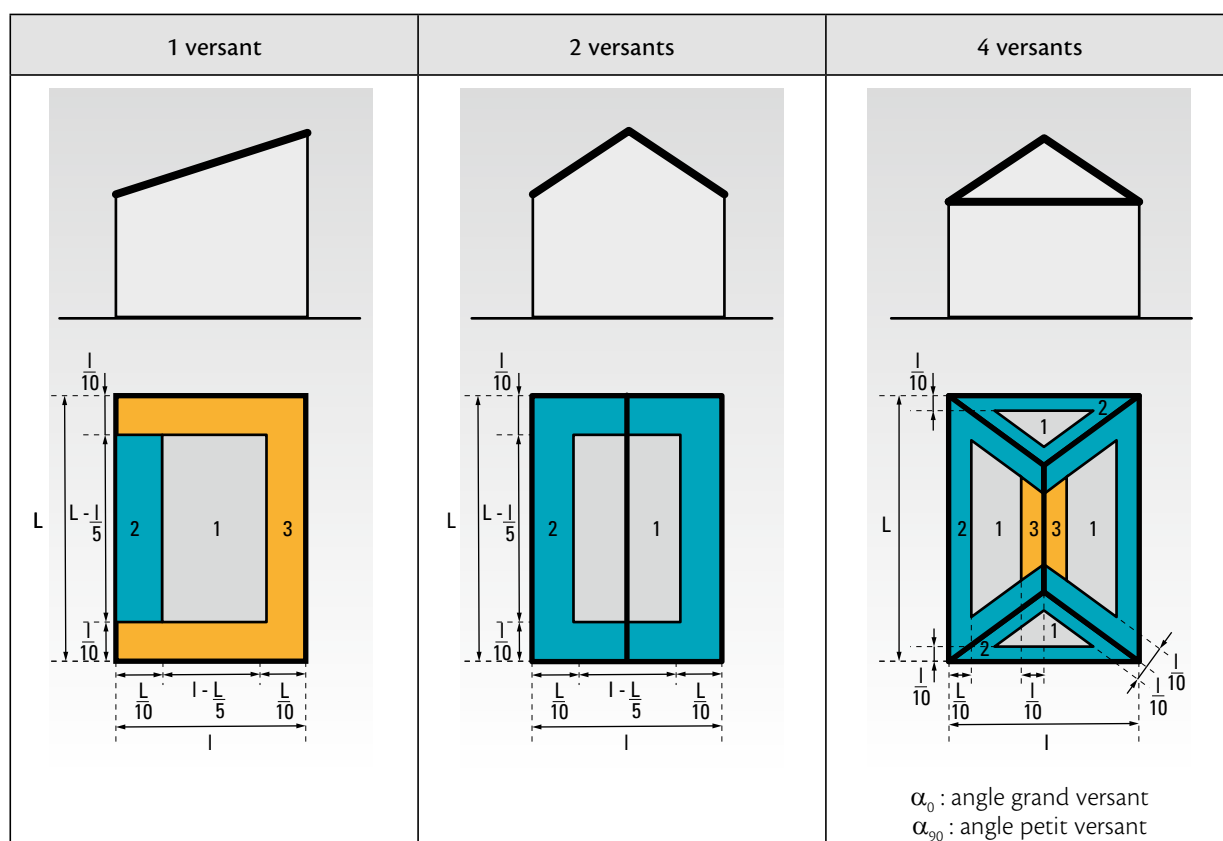 1 versant
2 versants
4 versants
l/10
L
L - l/5
l/10
2
1
3
L/10
l - L/5
L/10
l
l/10
L
L - l/5
l/10
2
1
L/10
l - L/5
L/10
l
l/10
L
l/10
2
1
2
1
3
3
1
1
2
L/10
l/10
l/10
l/10
l
α₀ : angle grand versant
α₉₀ : angle petit versant